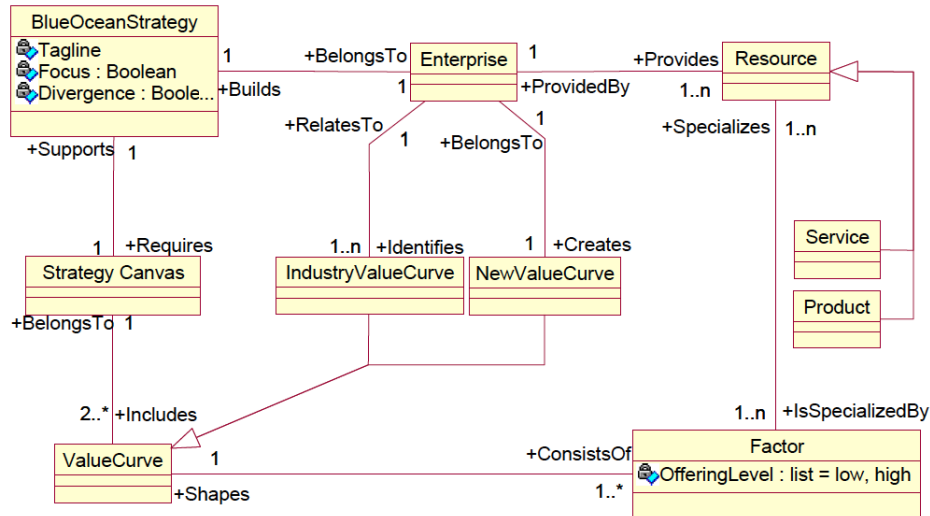 BlueOceanStrategy
Tagline
Focus : Boolean
Divergence : Boole...
1
+Builds
+BelongsTo
1
Enterprise
1
+ProvidedBy
+Provides
1..n
Resource
+RelatesTo
1
1
+BelongsTo
+Specializes
1..n
+Supports
1
1
+Requires
1..n
+Identifies
1
+Creates
Service
Strategy Canvas
IndustryValueCurve
NewValueCurve
Product
+BelongsTo
1
2..*
+Includes
1..n
+IsSpecializedBy
ValueCurve
1
+Shapes
+ConsistsOf
1..*
Factor
OfferingLevel : list = low, high